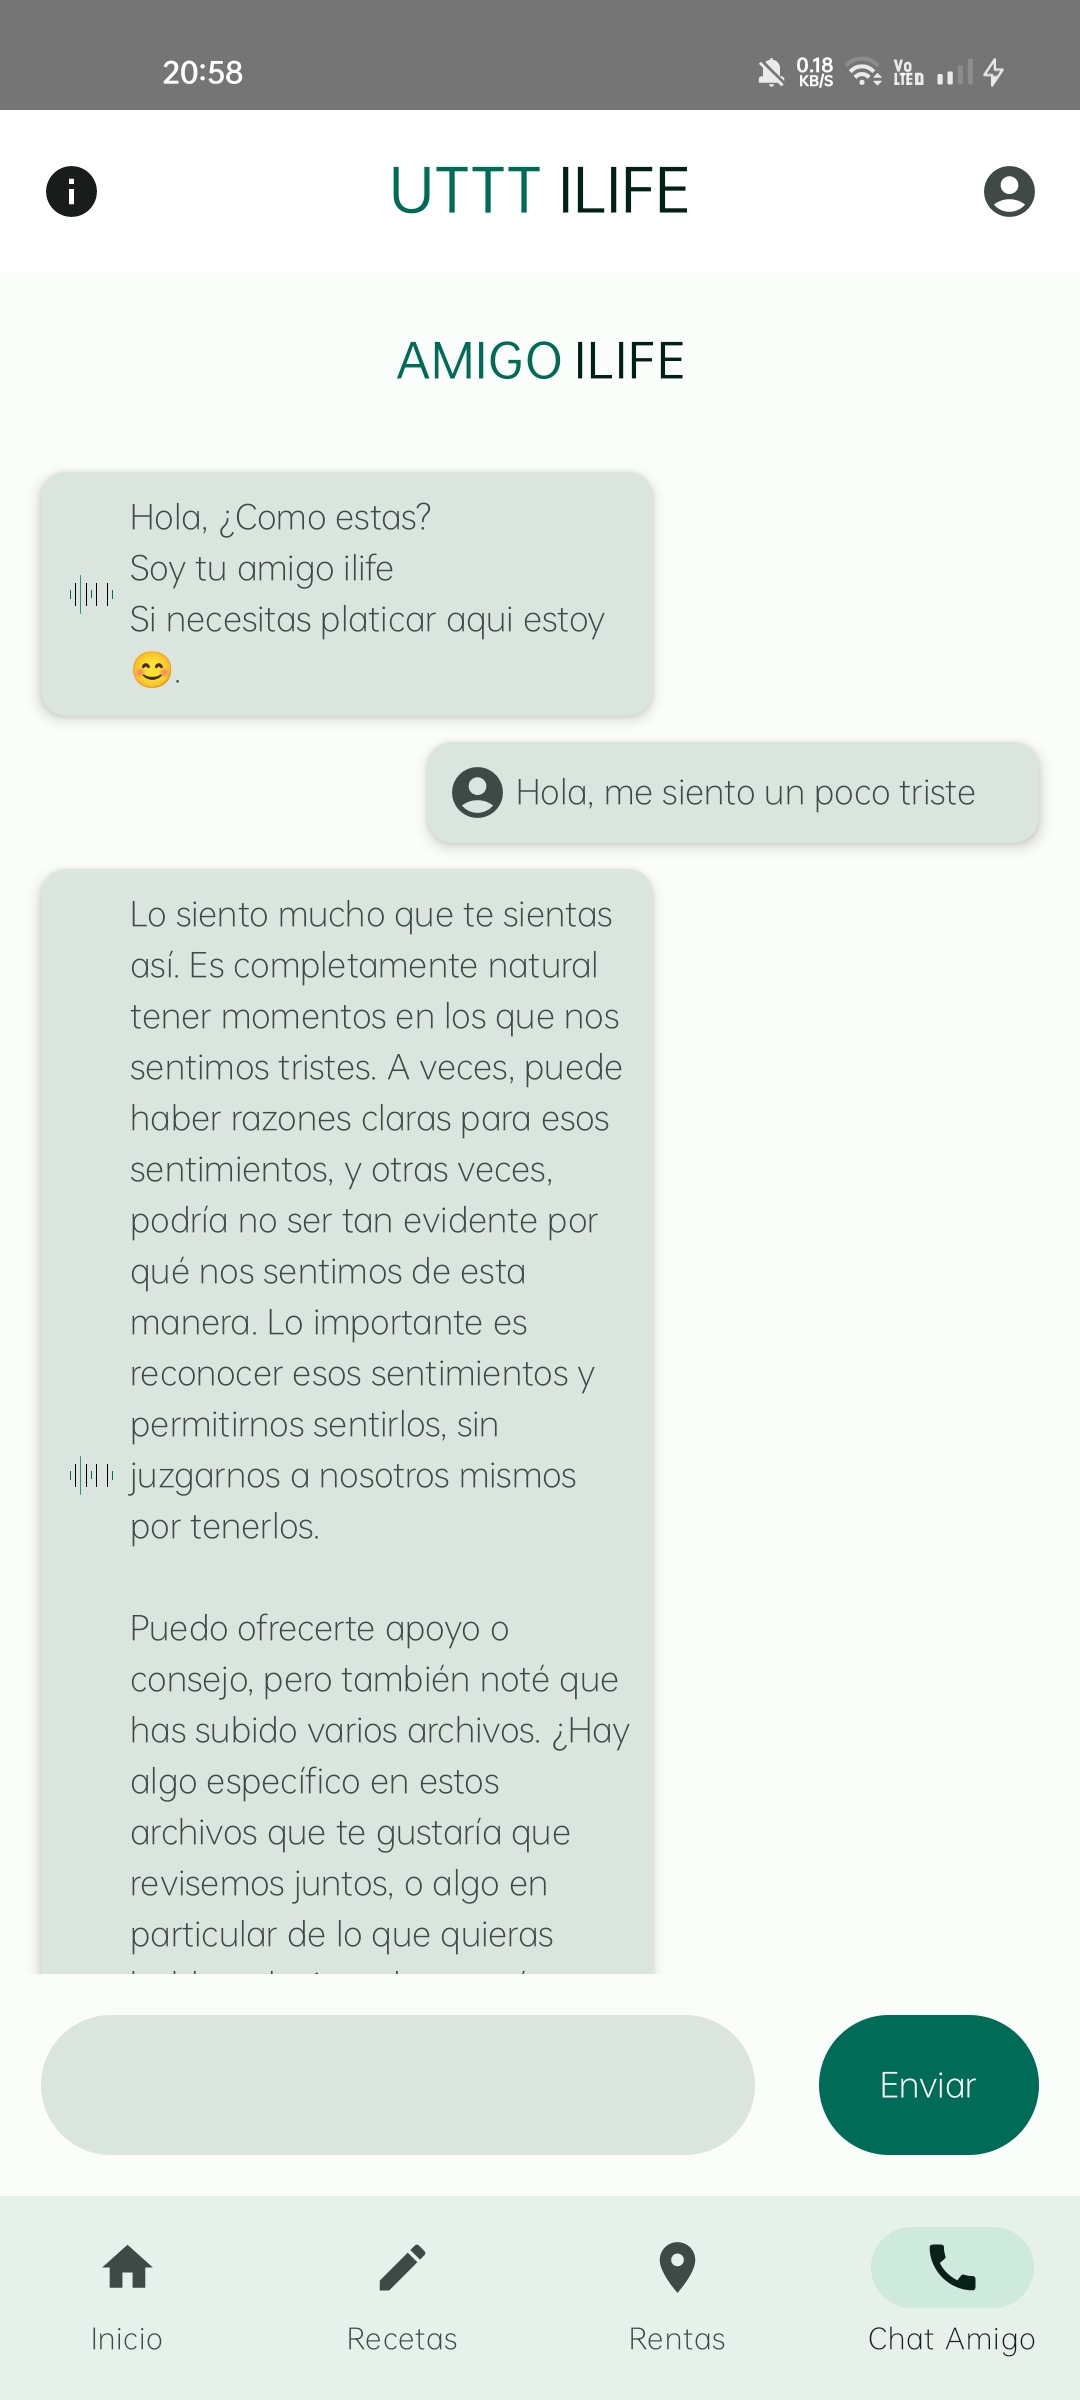 20:58
0.18
KB/S
Vo
LTED
UTTT ILIFE
AMIGO ILIFE
Hola, ¿Como estas?
Soy tu amigo ilife
Si necesitas platicar aqui estoy
😊.
Hola, me siento un poco triste
Lo siento mucho que te sientas
así. Es completamente natural
tener momentos en los que nos
sentimos tristes. A veces, puede
haber razones claras para esos
sentimientos, y otras veces,
podría no ser tan evidente por
qué nos sentimos de esta
manera. Lo importante es
reconocer esos sentimientos y
permitirnos sentirlos, sin
juzgarnos a nosotros mismos
por tenerlos.
Puedo ofrecerte apoyo o
consejo, pero también noté que
has subido varios archivos. ¿Hay
algo específico en estos
archivos que te gustaría que
revisemos juntos, o algo en
particular de lo que quieras
Enviar
Inicio
Recetas
Rentas
Chat Amigo